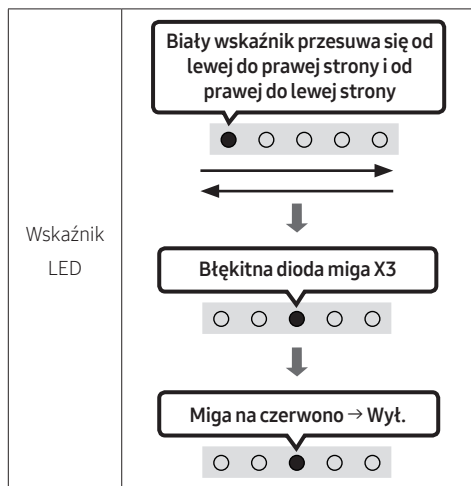 Biały wskaźnik przesuwa się od
lewej do prawej strony i od
prawej do lewej strony
Wskaźnik
LED
Błękitna dioda miga X3
Miga na czerwono → Wył.